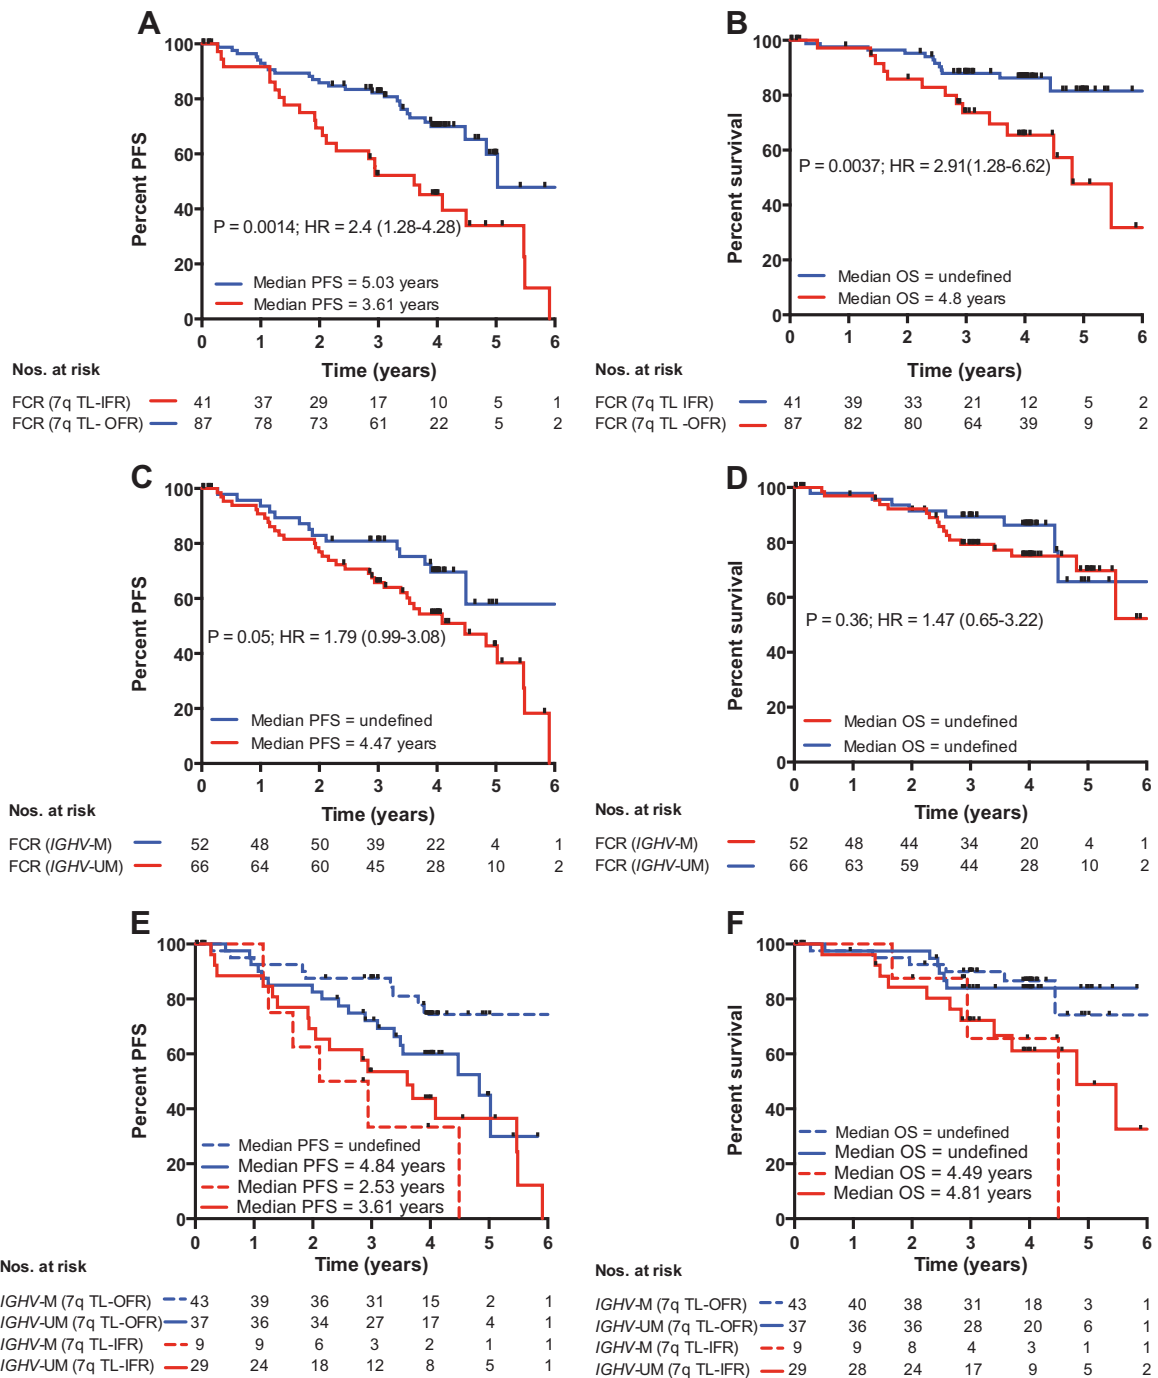 A
Percent PFS
100
80
60
40
20
0
P = 0.0014; HR = 2.4 (1.28-4.28)
Median PFS = 5.03 years
Median PFS = 3.61 years
0 1 2 3 4 5 6
Time (years)
Nos. at risk
FCR (7q TL-IFR) 41 37 29 17 10 5 1
FCR (7q TL- OFR) 87 78 73 61 22 5 2
B
Percent survival
100
80
60
40
20
0
P = 0.0037; HR = 2.91(1.28-6.62)
Median OS = undefined
Median OS = 4.8 years
0 1 2 3 4 5 6
Time (years)
Nos. at risk
FCR (7q TL IFR) 41 39 33 21 12 5 2
FCR (7q TL -OFR) 87 82 80 64 39 9 2
C
Percent PFS
100
80
60
40
20
0
P = 0.05; HR = 1.79 (0.99-3.08)
Median PFS = undefined
Median PFS = 4.47 years
0 1 2 3 4 5 6
Time (years)
Nos. at risk
FCR (IGHV-M) 52 48 50 39 22 4 1
FCR (IGHV-UM) 66 64 60 45 28 10 2
D
Percent survival
100
80
60
40
20
0
P = 0.36; HR = 1.47 (0.65-3.22)
Median OS = undefined
Median OS = undefined
0 1 2 3 4 5 6
Time (years)
Nos. at risk
FCR (IGHV-M) 52 48 44 34 20 4 1
FCR (IGHV-UM) 66 63 59 44 28 10 2
E
Percent PFS
100
80
60
40
20
0
Median PFS = undefined
Median PFS = 4.84 years
Median PFS = 2.53 years
Median PFS = 3.61 years
0 1 2 3 4 5 6
Time (years)
Nos. at risk
IGHV-M (7q TL-OFR) 43 39 36 31 15 2 1
IGHV-UM (7q TL-OFR) 37 36 34 27 17 4 1
IGHV-M (7q TL-IFR) 9 9 6 3 2 1 1
IGHV-UM (7q TL-IFR) 29 24 18 12 8 5 1
F
Percent survival
100
80
60
40
20
0
Median OS = undefined
Median OS = undefined
Median OS = 4.49 years
Median OS = 4.81 years
0 1 2 3 4 5 6
Time (years)
Nos. at risk
IGHV-M (7q TL-OFR) 43 40 38 31 18 3 1
IGHV-UM (7q TL-OFR) 37 36 36 28 20 6 1
IGHV-M (7q TL-IFR) 9 9 8 4 3 1 1
IGHV-UM (7q TL-IFR) 29 28 24 17 9 5 2